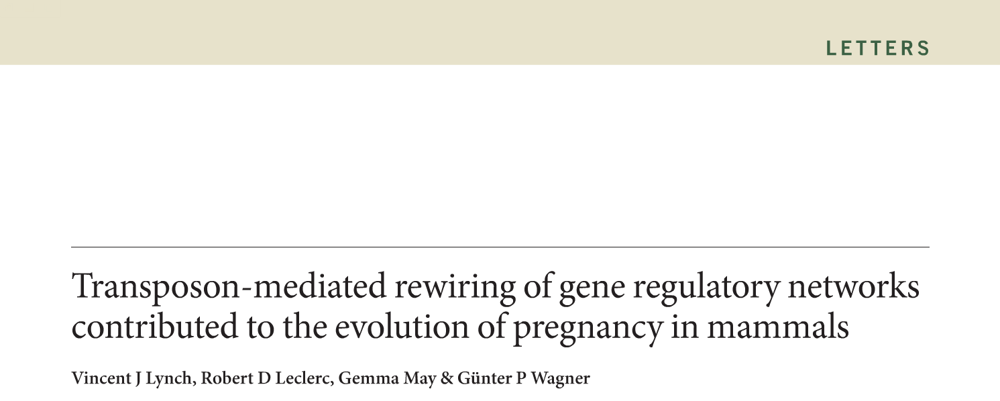 LETTERS
Transposon-mediated rewiring of gene regulatory networks
contributed to the evolution of pregnancy in mammals
Vincent J Lynch, Robert D Leclerc, Gemma May & Günter P Wagner